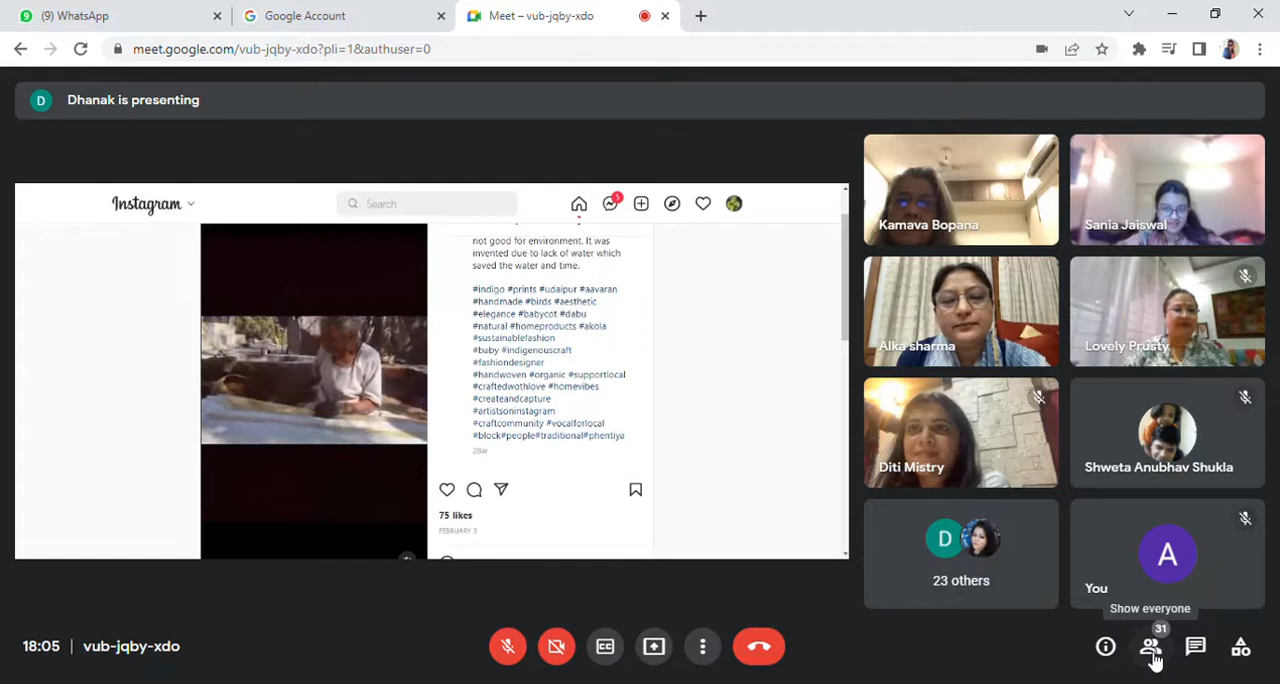 (9) WhatsApp
Google Account
Meet – vub-jqby-xdo
meet.google.com/vub-jqby-xdo?pli=1&authuser=0
D Dhanak is presenting
Instagram
Search
5
not good for environment. It was
invented due to lack of water which
saved the water and time.
#indigo #prints #udaipur #aavaran
#handmade #birds #aesthetic
#elegance #babycot #dabu
#natural #homeproducts #akola
#sustainablefashion
#baby #indigenouscraft
#fashiondesigner
#handwoven #organic #supportlocal
#craftedwothlove #homevibes
#createandcapture
#artistsoninstagram
#craftcommunity #vocalforlocal
#block#people#traditional#phentiya
28w
75 likes
FEBRUARY 3
Kamava Bopana
Sania Jaiswal
Alka sharma
Lovely Prusty
Diti Mistry
Shweta Anubhav Shukla
D
23 others
A
You
Show everyone
31
18:05 | vub-jqby-xdo
CC